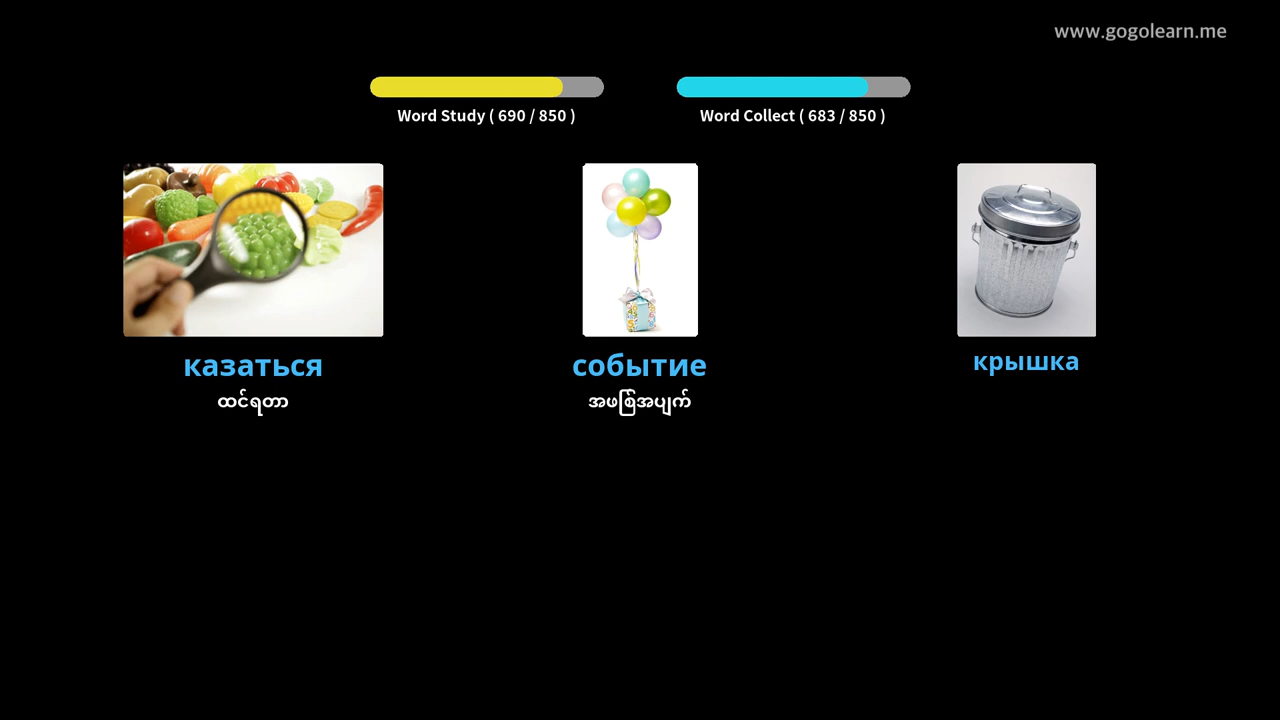 www.gogolearn.me
Word Study ( 690 / 850 )
Word Collect ( 683 / 850 )
казаться
событие
крышка
ထင်ရတာ
အဖစ်ြအပျက်